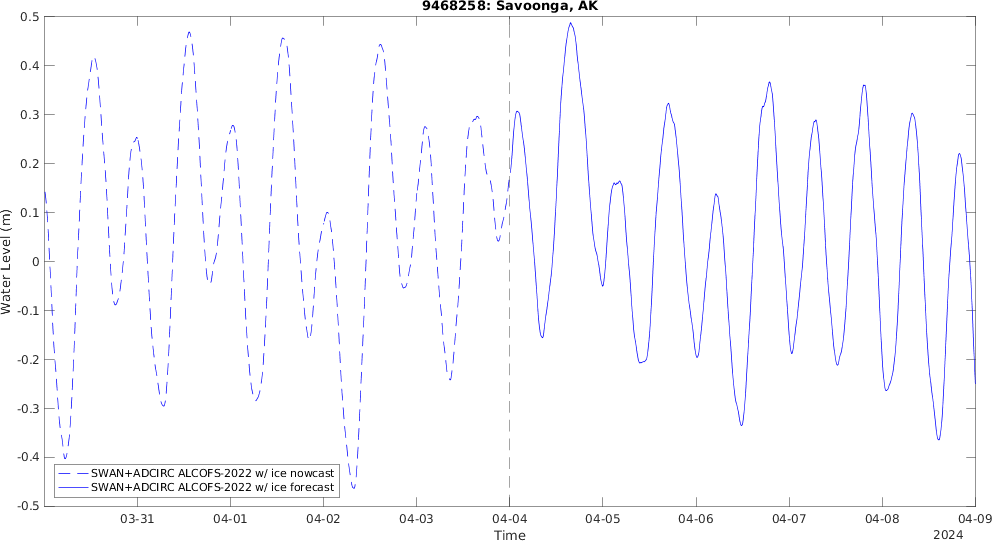 9468258: Savoonga, AK
0.5
0.4
0.3
0.2
0.1
0
-0.1
-0.2
-0.3
-0.4
-0.5
Water Level (m)
SWAN+ADCIRC ALCOFS-2022 w/ ice nowcast
SWAN+ADCIRC ALCOFS-2022 w/ ice forecast
03-31 04-01 04-02 04-03 04-04 04-05 04-06 04-07 04-08 04-09
Time
2024